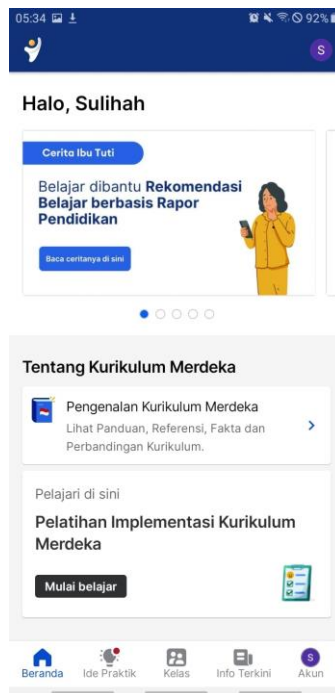 05:34 92%
S
Halo, Sulihah
Cerita Ibu Tuti
Belajar dibantu Rekomendasi
Belajar berbasis Rapor
Pendidikan
Baca ceritanya di sini
Tentang Kurikulum Merdeka
Pengenalan Kurikulum Merdeka
Lihat Panduan, Referensi, Fakta dan
Perbandingan Kurikulum.
Pelajari di sini
Pelatihan Implementasi Kurikulum
Merdeka
Mulai belajar
S
Beranda Ide Praktik Kelas Info Terkini Akun